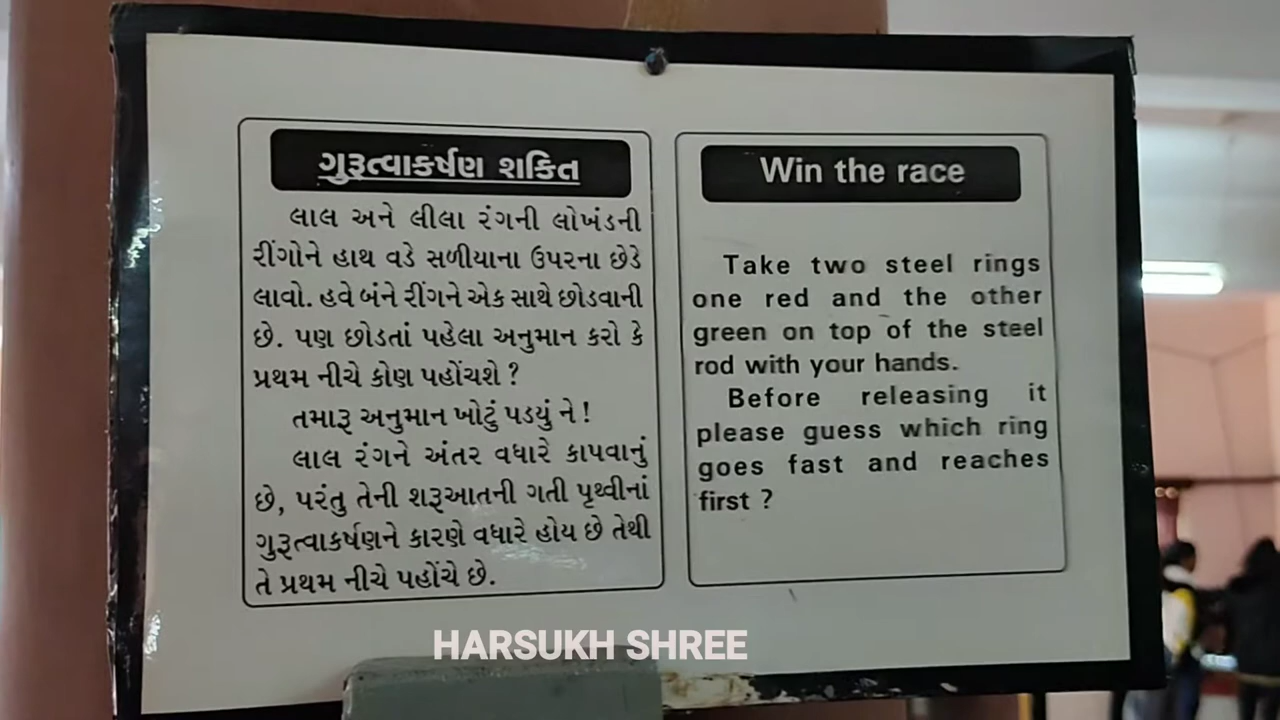 ગુરૂત્વાકર્ષણ શકિત
લાલ અને લીલા રંગની લોખંડની
રીંગોને હાથ વડે સળીયાના ઉપરના છેડે
લાવો. હવે બંને રીંગને એક સાથે છોડવાની
છે. પણ છોડતાં પહેલા અનુમાન કરો કે
પ્રથમ નીચે કોણ પહોંચશે ?
તમારૂ અનુમાન ખોટું પડયું ને !
લાલ રંગને અંતર વધારે કાપવાનું
છે, પરંતુ તેની શરૂઆતની ગતી પૃથ્વીનાં
ગુરૂત્વાકર્ષણને કારણે વધારે હોય છે તેથી
તે પ્રથમ નીચે પહોંચે છે.
Win the race
Take two steel rings
one red and the other
green on top of the steel
rod with your hands.
Before releasing it
please guess which ring
goes fast and reaches
first ?
HARSUKH SHREE